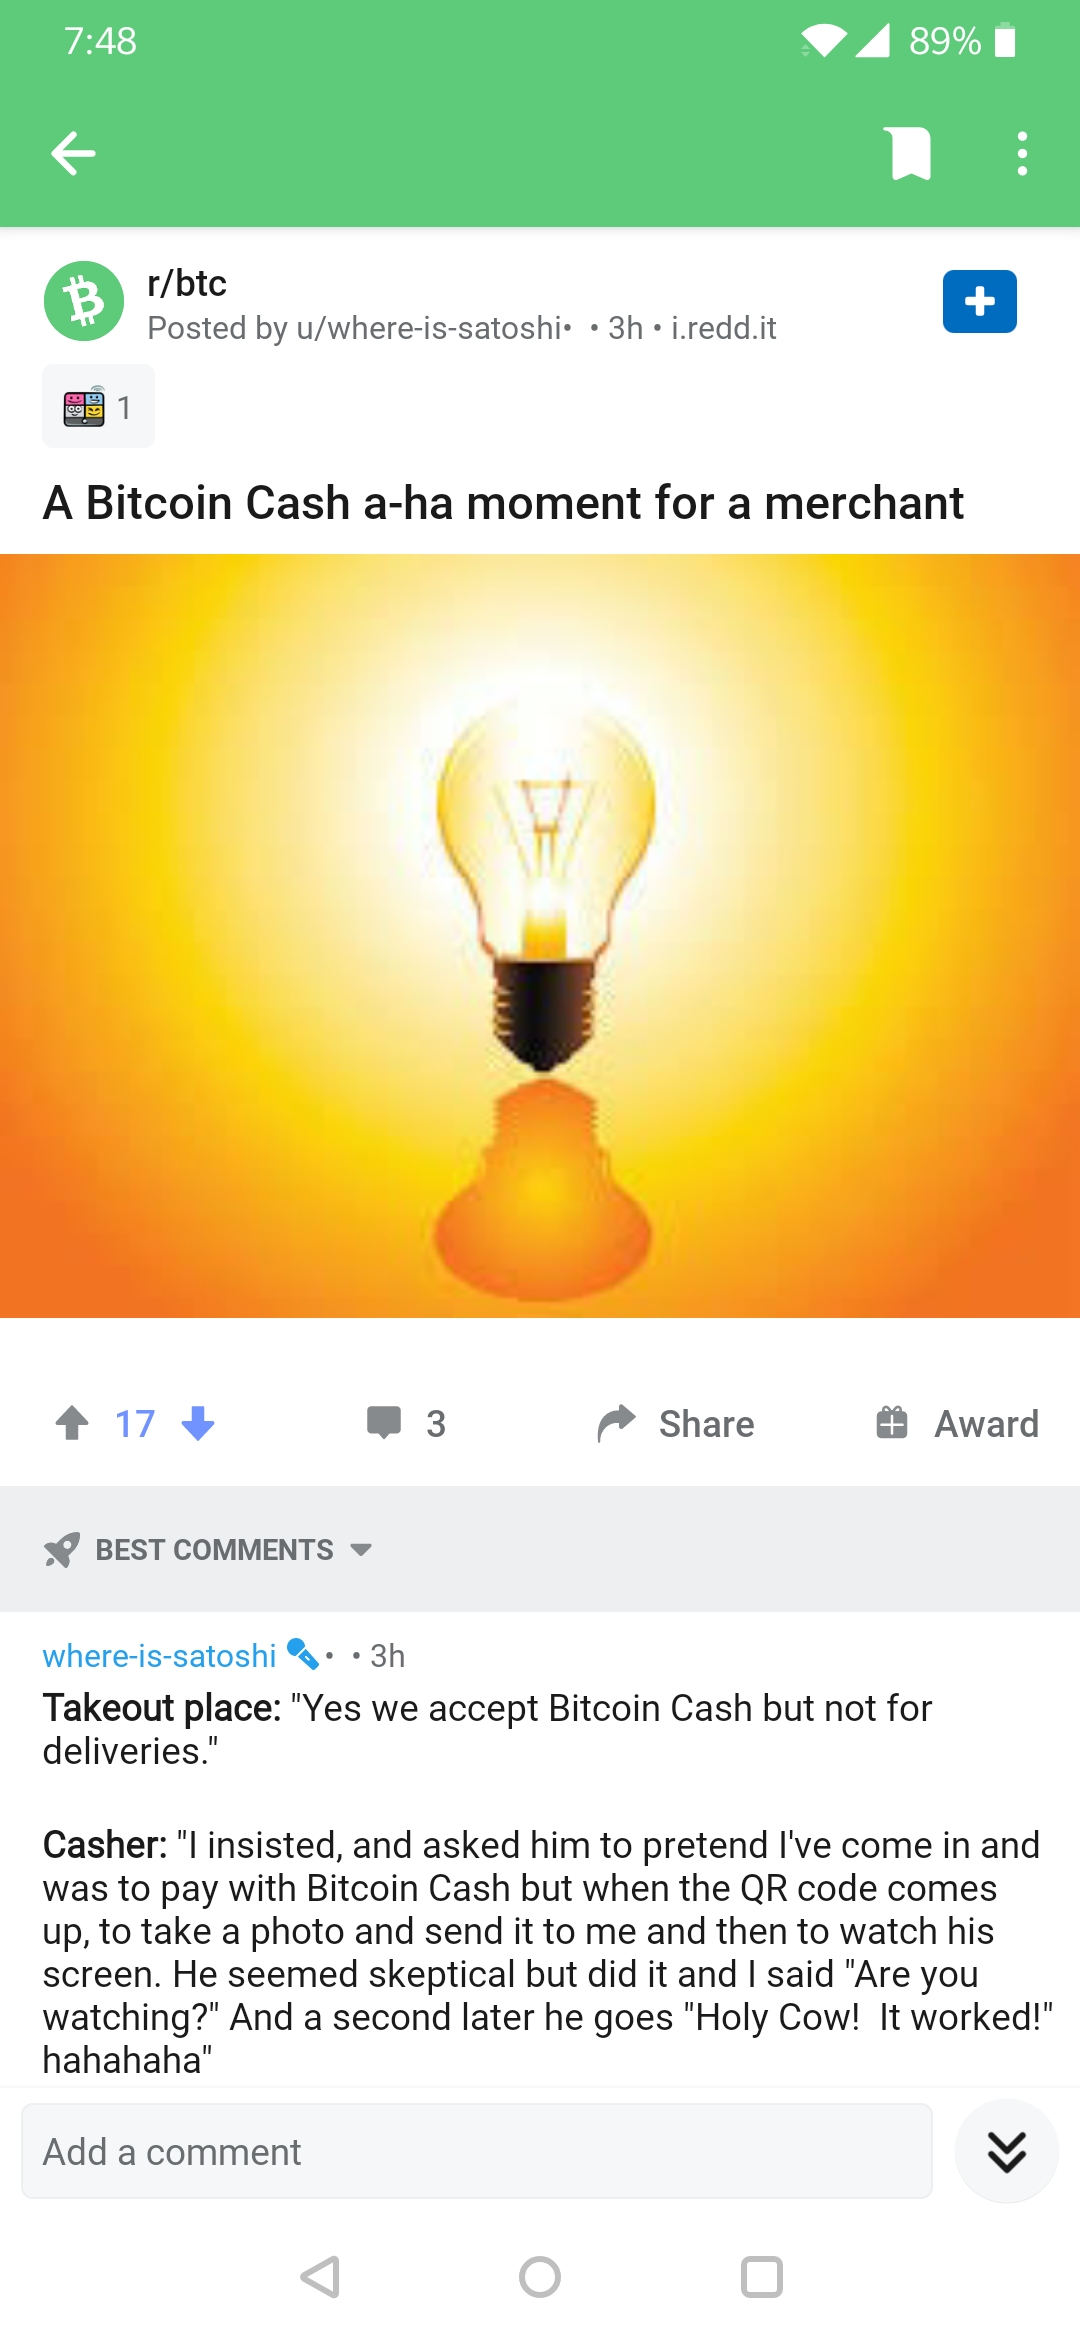 7:48 89%
r/btc
Posted by u/where-is-satoshi• • 3h • i.redd.it
1
A Bitcoin Cash a-ha moment for a merchant
17 3 Share Award
BEST COMMENTS
where-is-satoshi • • 3h
Takeout place: "Yes we accept Bitcoin Cash but not for
deliveries."
Casher: "I insisted, and asked him to pretend I've come in and
was to pay with Bitcoin Cash but when the QR code comes
up, to take a photo and send it to me and then to watch his
screen. He seemed skeptical but did it and I said "Are you
watching?" And a second later he goes "Holy Cow!  It worked!"
hahahaha"
Add a comment